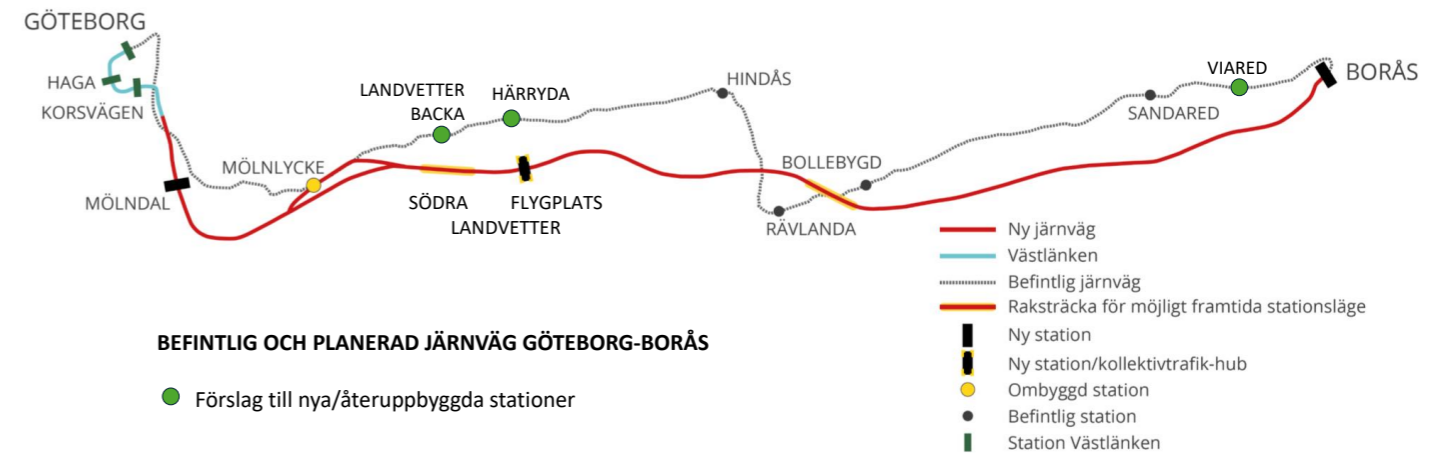 GÖTEBORG
HAGA
KORSVÄGEN
MÖLNDAL
MÖLNLYCKE
LANDVETTER
BACKA
HÄRRYDA
HINDÅS
SÖDRA
FLYGPLATS
LANDVETTER
BOLLEBYGD
RÄVLANDA
SANDARED
VIARED
BORÅS
Ny järnväg
Västlänken
Befintlig järnväg
Raksträcka för möjligt framtida stationsläge
Ny station
Ny station/kollektivtrafik-hub
Ombyggd station
Befintlig station
Station Västlänken
BEFINTLIG OCH PLANERAD JÄRNVÄG GÖTEBORG-BORÅS
Förslag till nya/återuppbyggda stationer